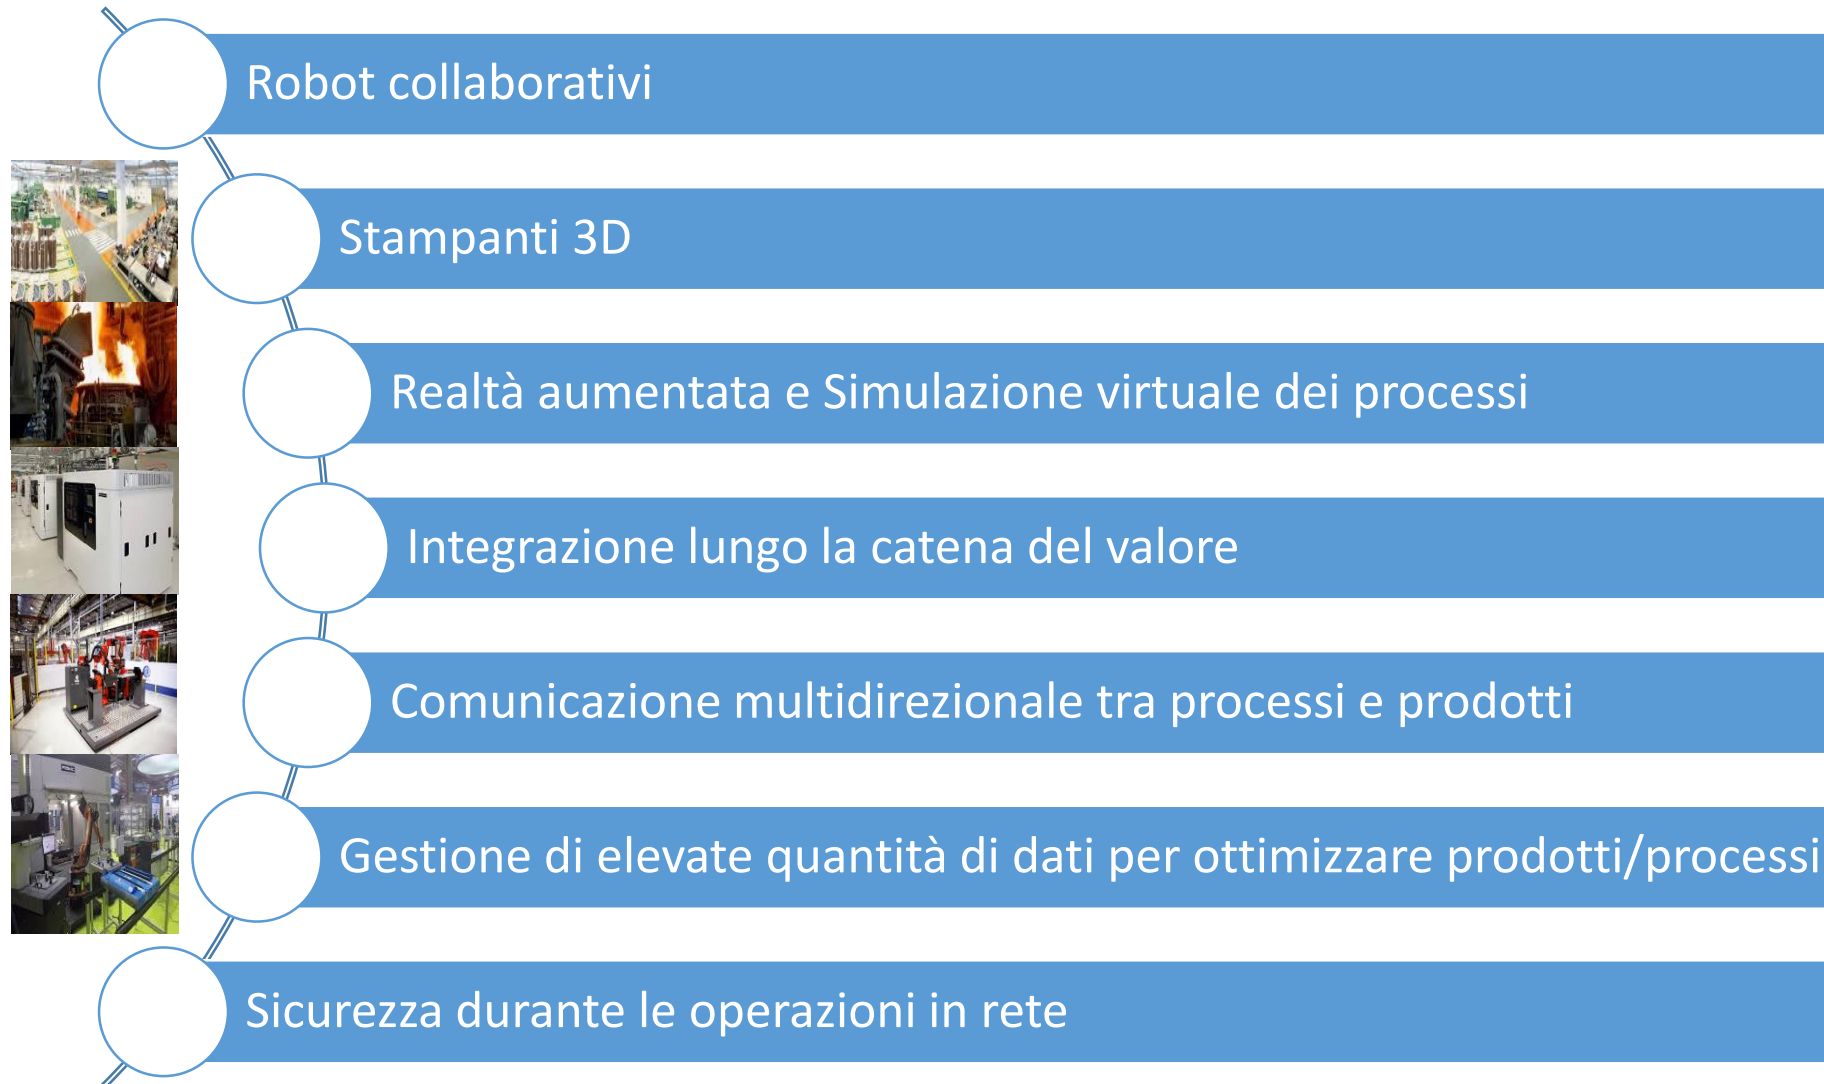 Robot collaborativi
Stampanti 3D
Realtà aumentata e Simulazione virtuale dei processi
Integrazione lungo la catena del valore
Comunicazione multidirezionale tra processi e prodotti
Gestione di elevate quantità di dati per ottimizzare prodotti/processi
Sicurezza durante le operazioni in rete